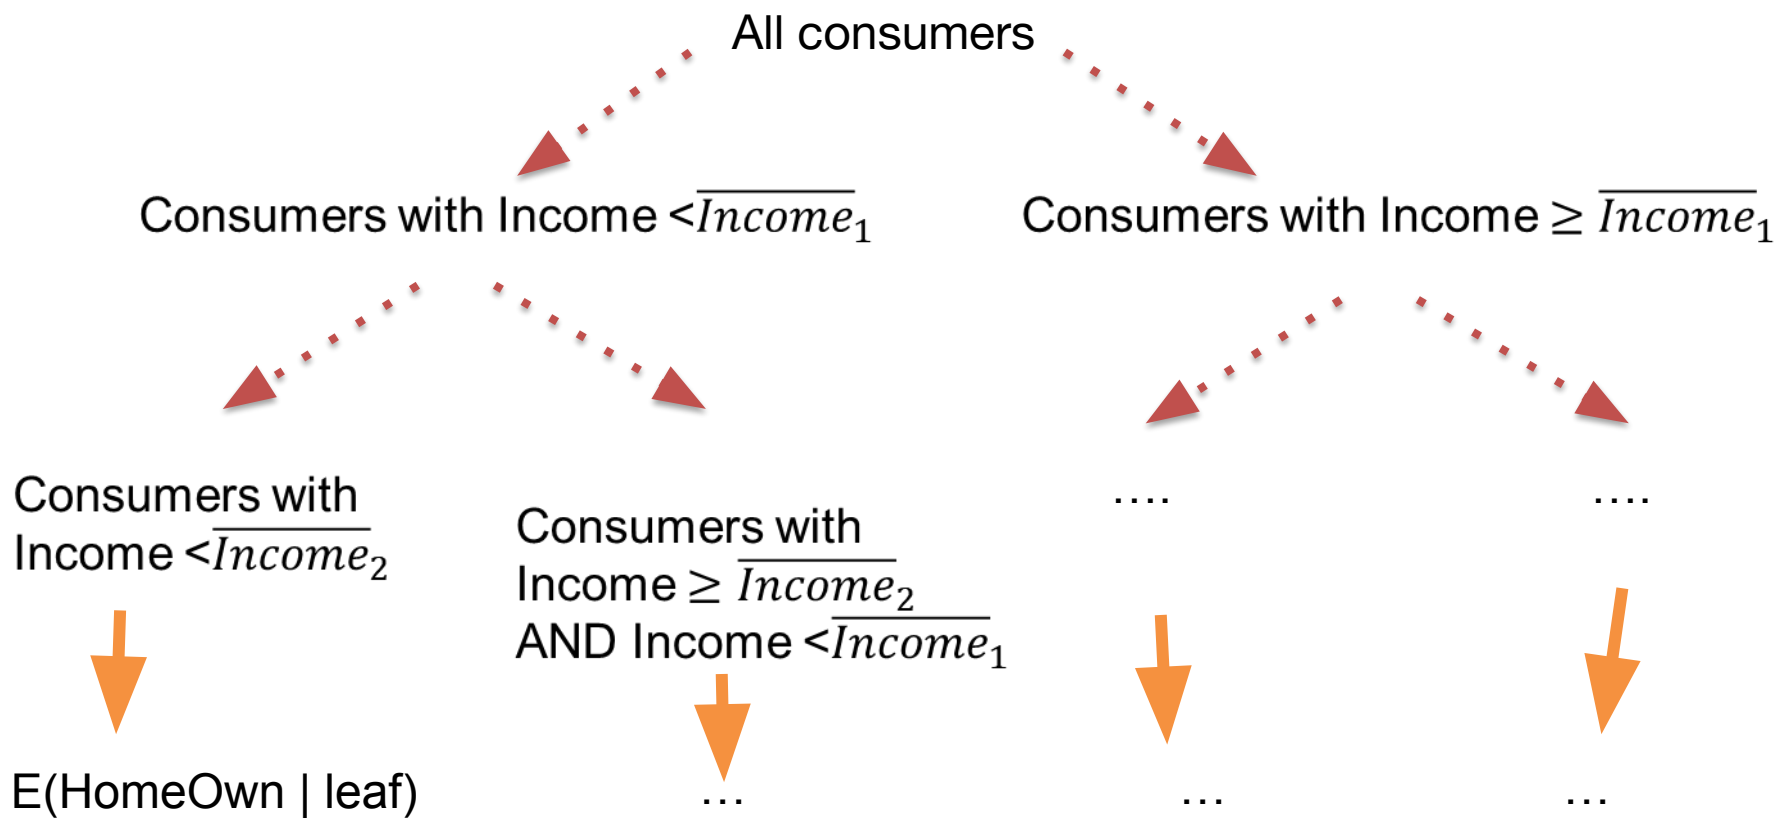 All consumers
Consumers with Income <\overline{Income}_1
Consumers with Income ≥ \overline{Income}_1
Consumers with
Income <\overline{Income}_2
Consumers with
Income ≥ \overline{Income}_2
AND Income <\overline{Income}_1
....
....
E(HomeOwn | leaf)
...
...
...